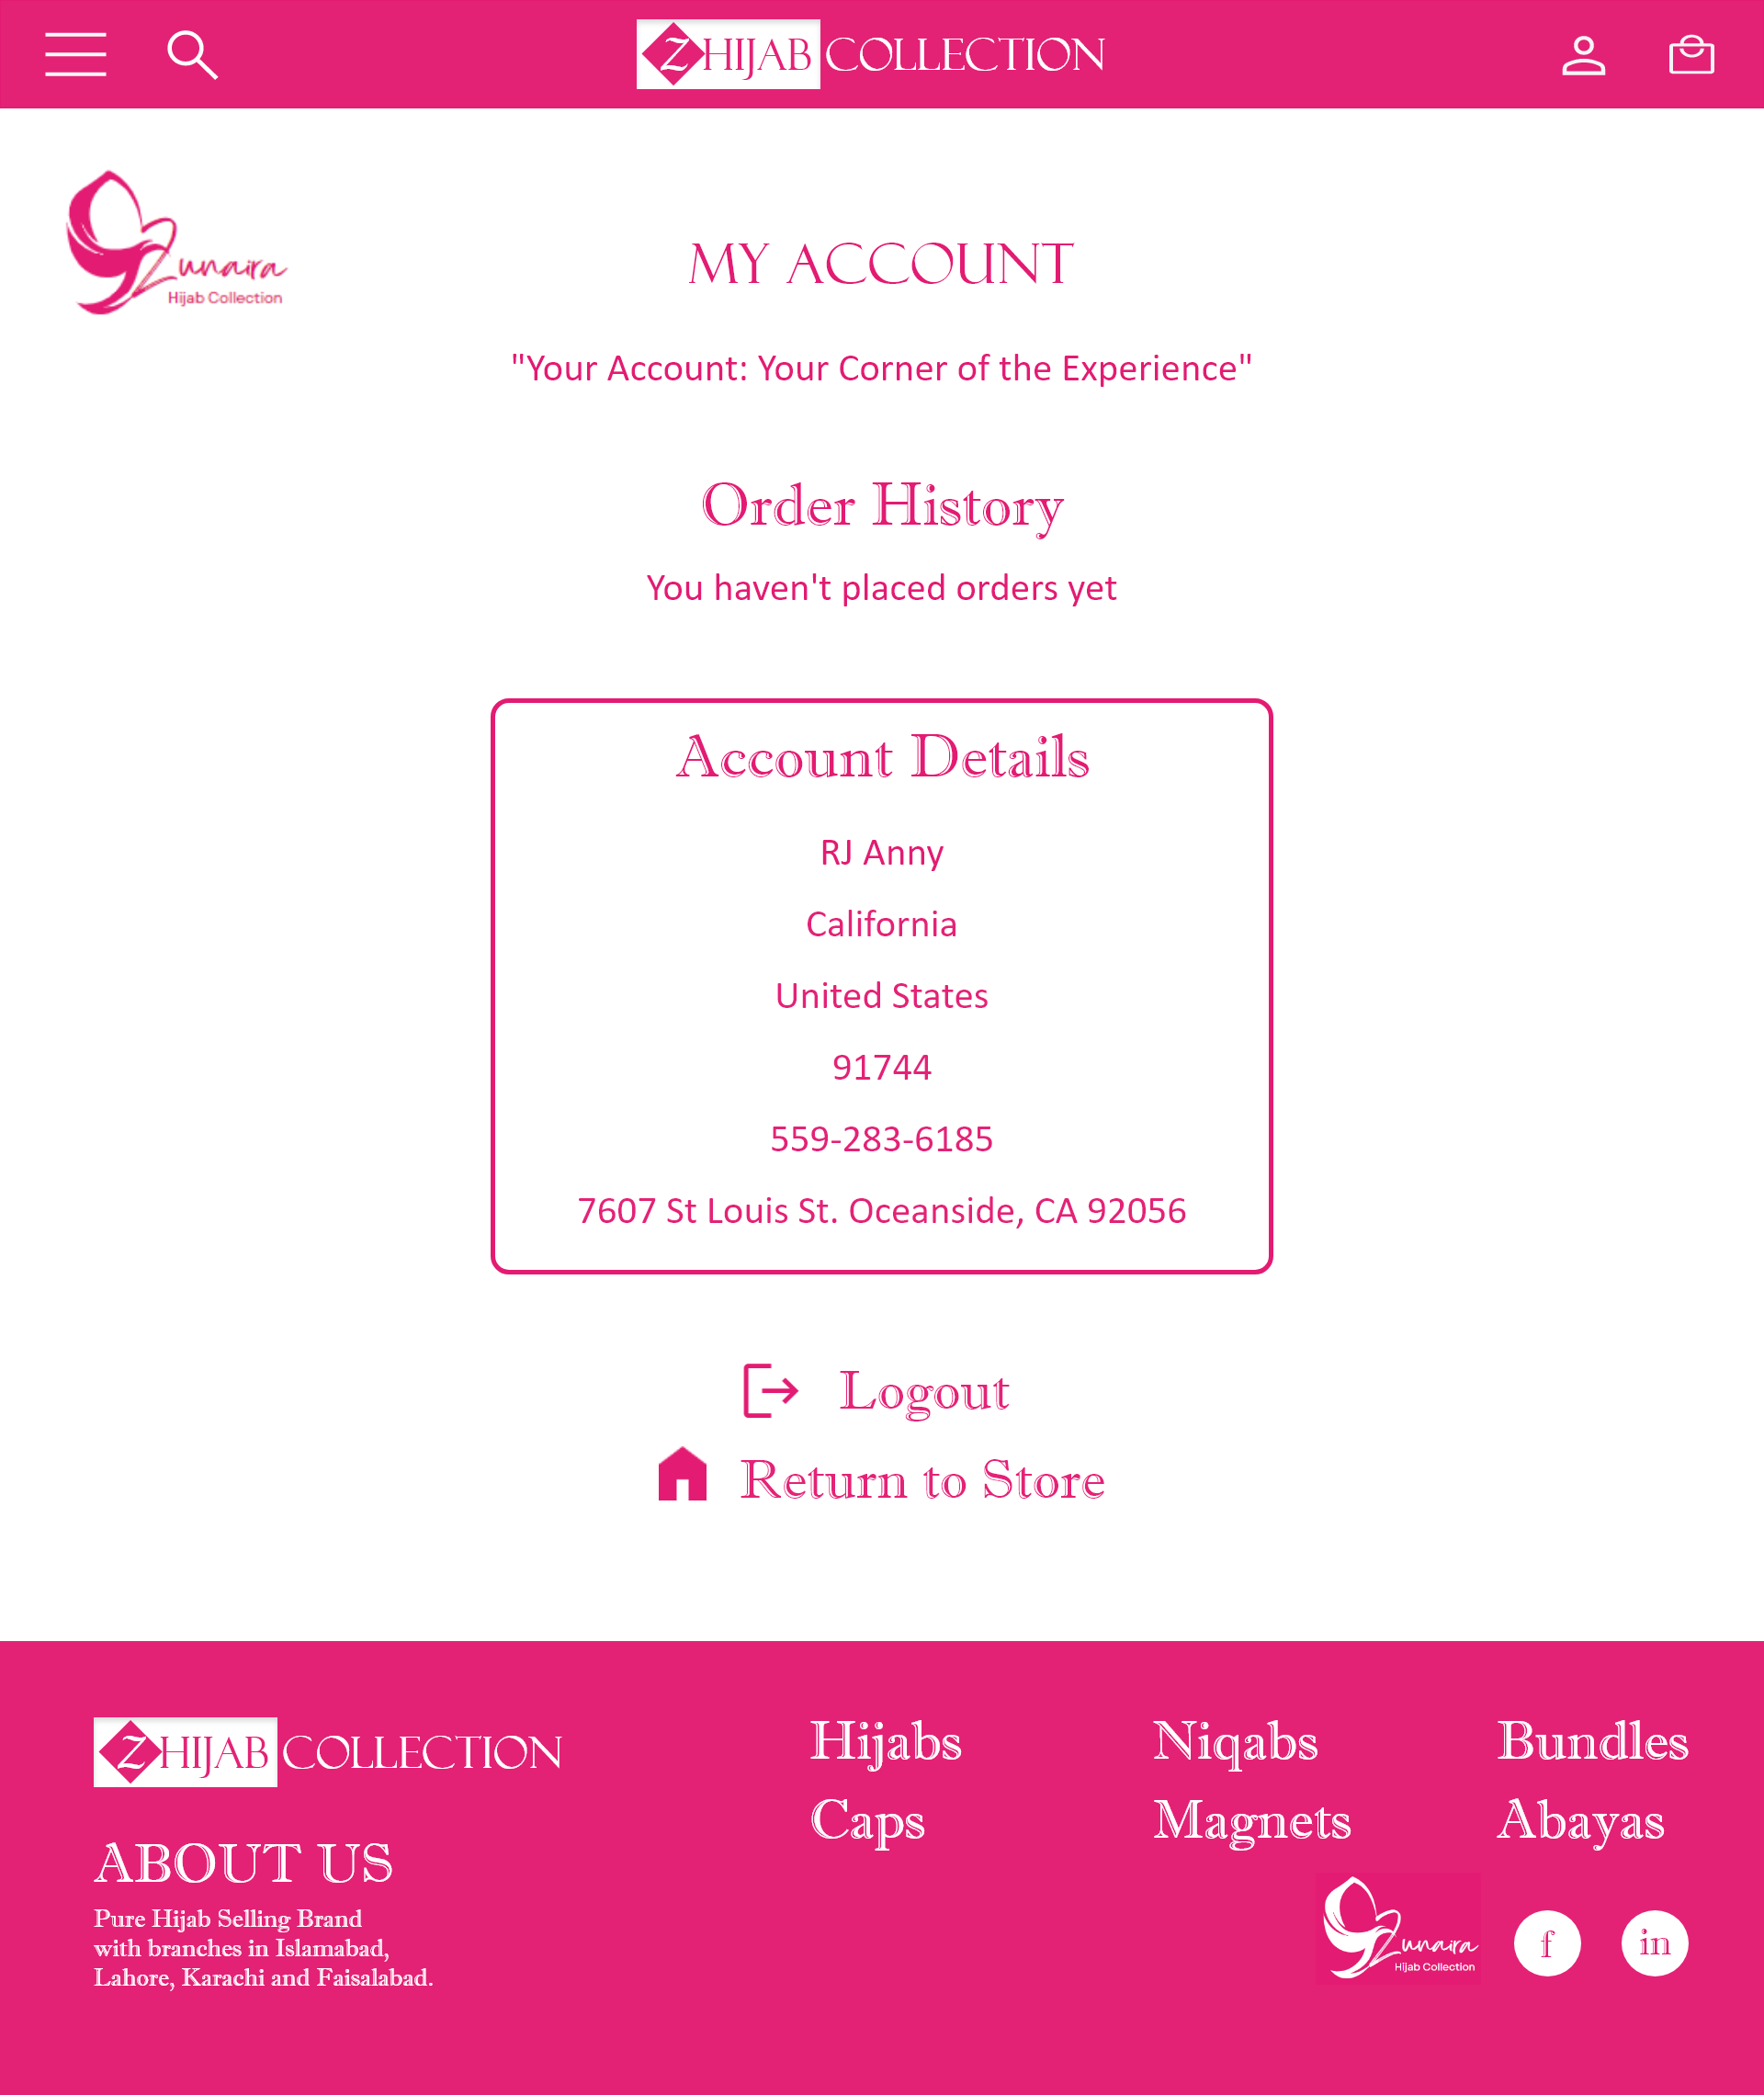 Z HIJAB COLLECTION
Zunaira
Hijab Collection
MY ACCOUNT
"Your Account: Your Corner of the Experience"
Order History
You haven't placed orders yet
Account Details
RJ Anny
California
United States
91744
559-283-6185
7607 St Louis St. Oceanside, CA 92056
Logout
Return to Store
Z HIJAB COLLECTION
Hijabs Niqabs Bundles
Caps Magnets Abayas
ABOUT US
Pure Hijab Selling Brand
with branches in Islamabad,
Lahore, Karachi and Faisalabad.
Zunaira
Hijab Collection
f in